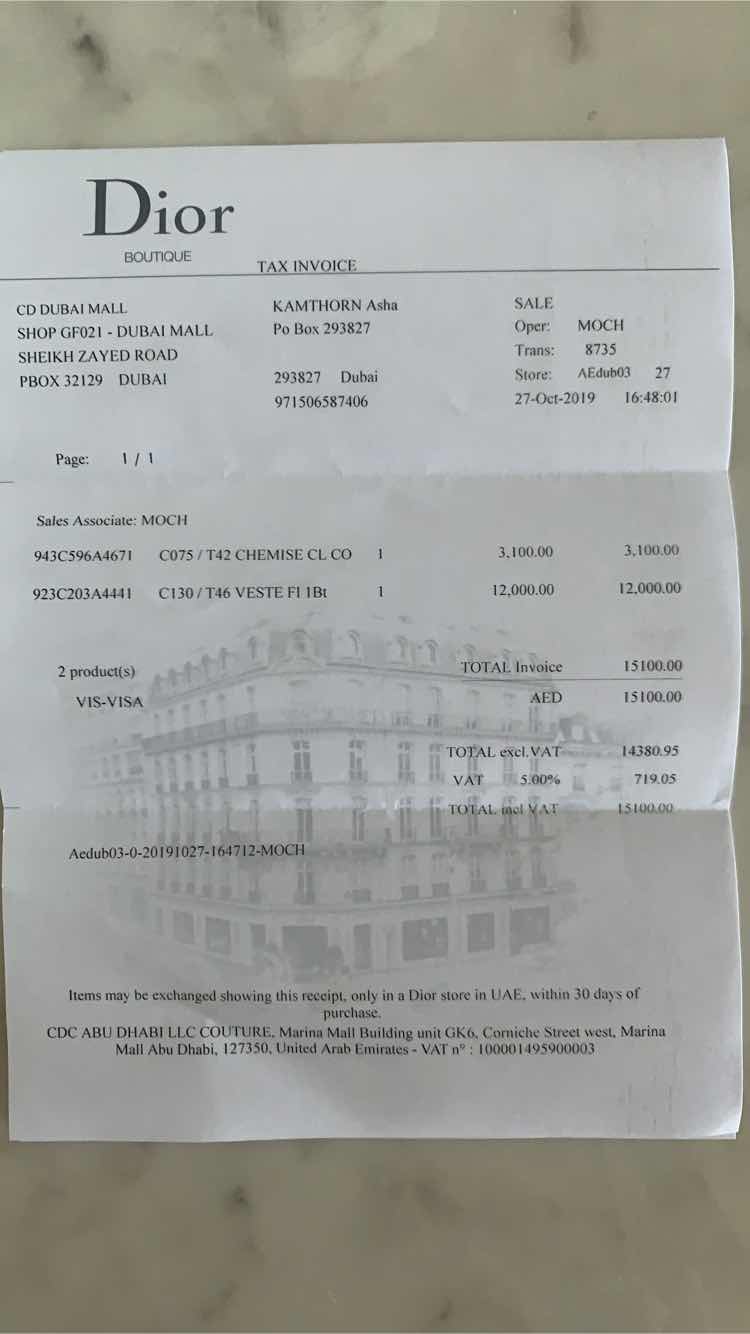 Dior
BOUTIQUE
TAX INVOICE
CD DUBAI MALL
SHOP GF021 - DUBAI MALL
SHEIKH ZAYED ROAD
PBOX 32129 DUBAI
KAMTHORN Asha
Po Box 293827
293827 Dubai
971506587406
SALE
Oper: MOCH
Trans: 8735
Store: AEdub03 27
27-Oct-2019 16:48:01
Page: 1 / 1
Sales Associate: MOCH
943C596A4671 C075 / T42 CHEMISE CL CO 1 3,100.00 3,100.00
923C203A4441 C130 / T46 VESTE FI 1Bt 1 12,000.00 12,000.00
2 product(s) TOTAL Invoice 15100.00
VIS-VISA AED 15100.00
TOTAL excl.VAT 14380.95
VAT 5.00% 719.05
TOTAL incl VAT 15100.00
Aedub03-0-20191027-164712-MOCH
Items may be exchanged showing this receipt, only in a Dior store in UAE, within 30 days of
purchase.
CDC ABU DHABI LLC COUTURE, Marina Mall Building unit GK6, Corniche Street west, Marina
Mall Abu Dhabi, 127350, United Arab Emirates - VAT n° : 100001495900003